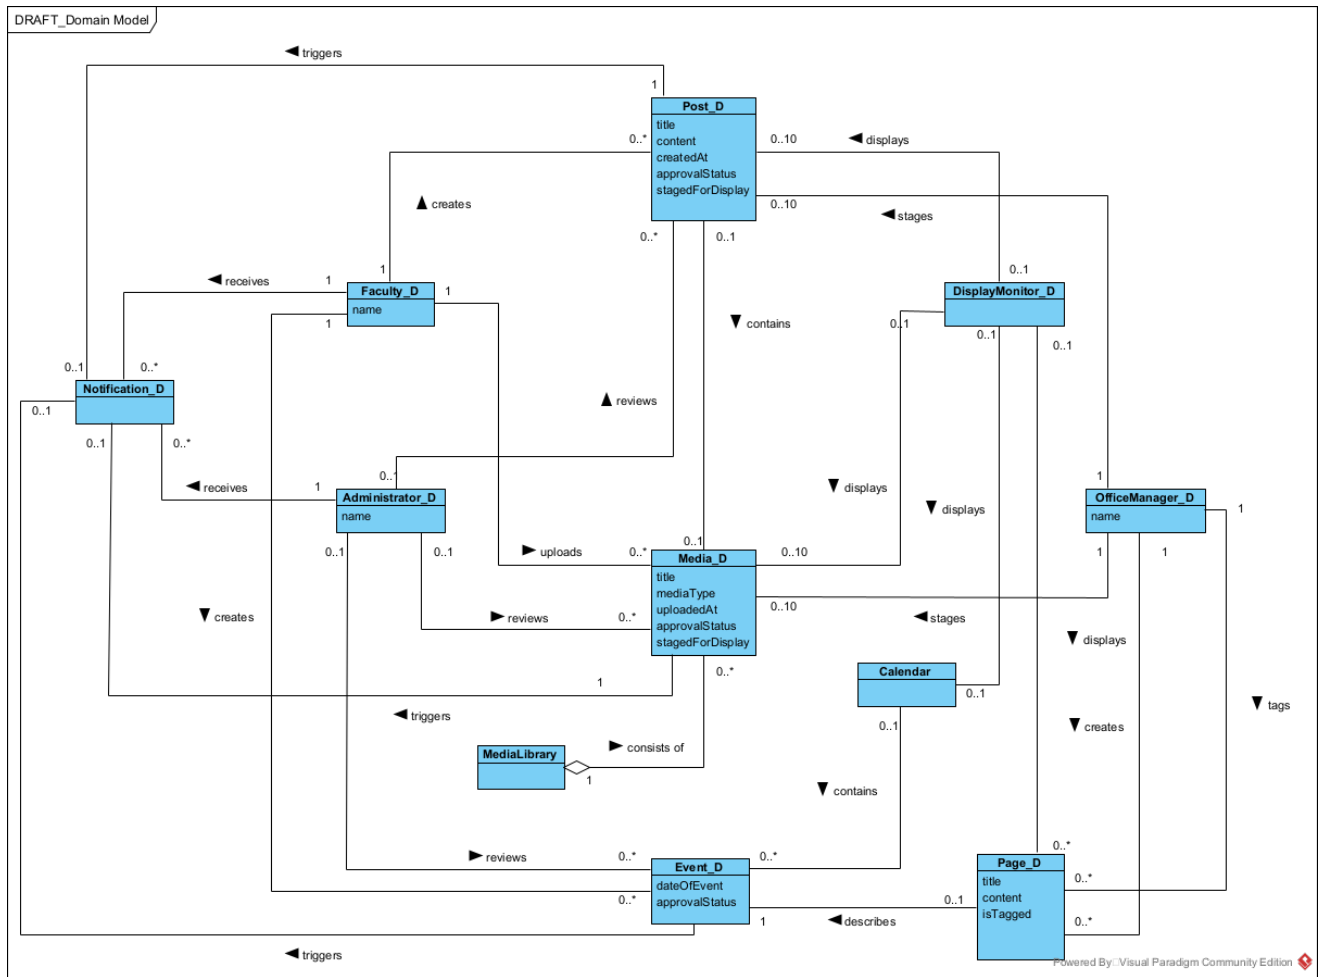 DRAFT_Domain Model
triggers
1
Post_D
title
content
createdAt
approvalStatus
stagedForDisplay
0..*
0..10
displays
0..10
stages
creates
0..*
0..1
1
receives
1
Faculty_D
name
1
1
0..1
DisplayMonitor_D
0..1
0..1
0..1
contains
0..1
0..*
Notification_D
0..1
0..1
0..*
reviews
receives
1
0..1
Administrator_D
name
0..1
0..1
displays
displays
1
OfficeManager_D
name
1
1
1
uploads
0..*
0..1
Media_D
title
mediaType
uploadedAt
approvalStatus
stagedForDisplay
0..10
0..10
creates
reviews
0..*
stages
displays
1
0..*
Calendar
0..1
0..1
triggers
tags
creates
MediaLibrary
consists of
1
contains
reviews
0..*
Event_D
dateOfEvent
approvalStatus
0..*
0..*
0..*
Page_D
title
content
isTagged
0..*
0..*
0..1
1
describes
triggers
Powered By Visual Paradigm Community Edition